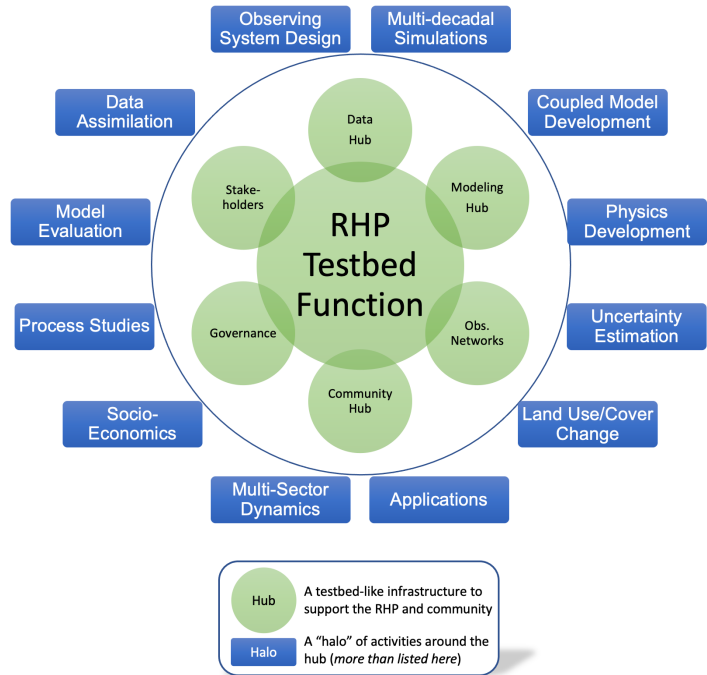 Observing
System Design
Multi-decadal
Simulations
Data
Assimilation
Coupled Model
Development
Model
Evaluation
Physics
Development
Process Studies
Uncertainty
Estimation
Socio-
Economics
Land Use/Cover
Change
Multi-Sector
Dynamics
Applications
Data
Hub
Stake-
holders
Modeling
Hub
RHP
Testbed
Function
Governance
Obs.
Networks
Community
Hub
Hub
A testbed-like infrastructure to
support the RHP and community
Halo
A “halo” of activities around the
hub (more than listed here)